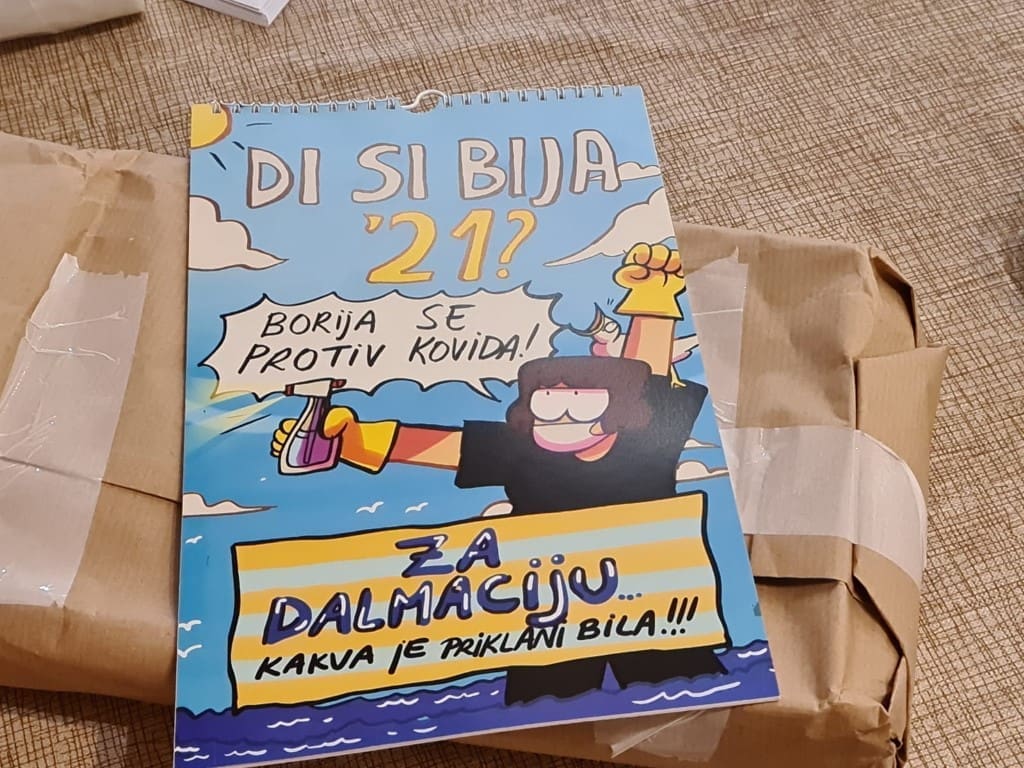 DI SI BIJA
'21?
BORIJA SE
PROTIV KOVIDA!
ZA
DALMACIJU...
KAKVA JE PRIKLANI BILA!!!